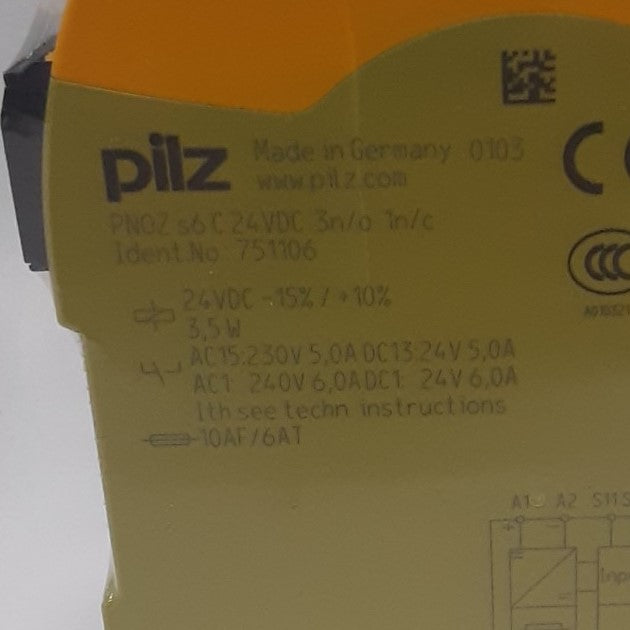 pilz Made in Germany 0103
www.pilz.com
PNOZ s6 C 24VDC 3n/o 1n/c
Ident.No.: 751106
24VDC -15% / +10%
3,5 W
AC15:230V 5,0A DC13:24V 5,0A
AC1: 240V 6,0A DC1: 24V 6,0A
Ith see techn instructions
10AF/6AT
A1 A2 S11 S
Inp